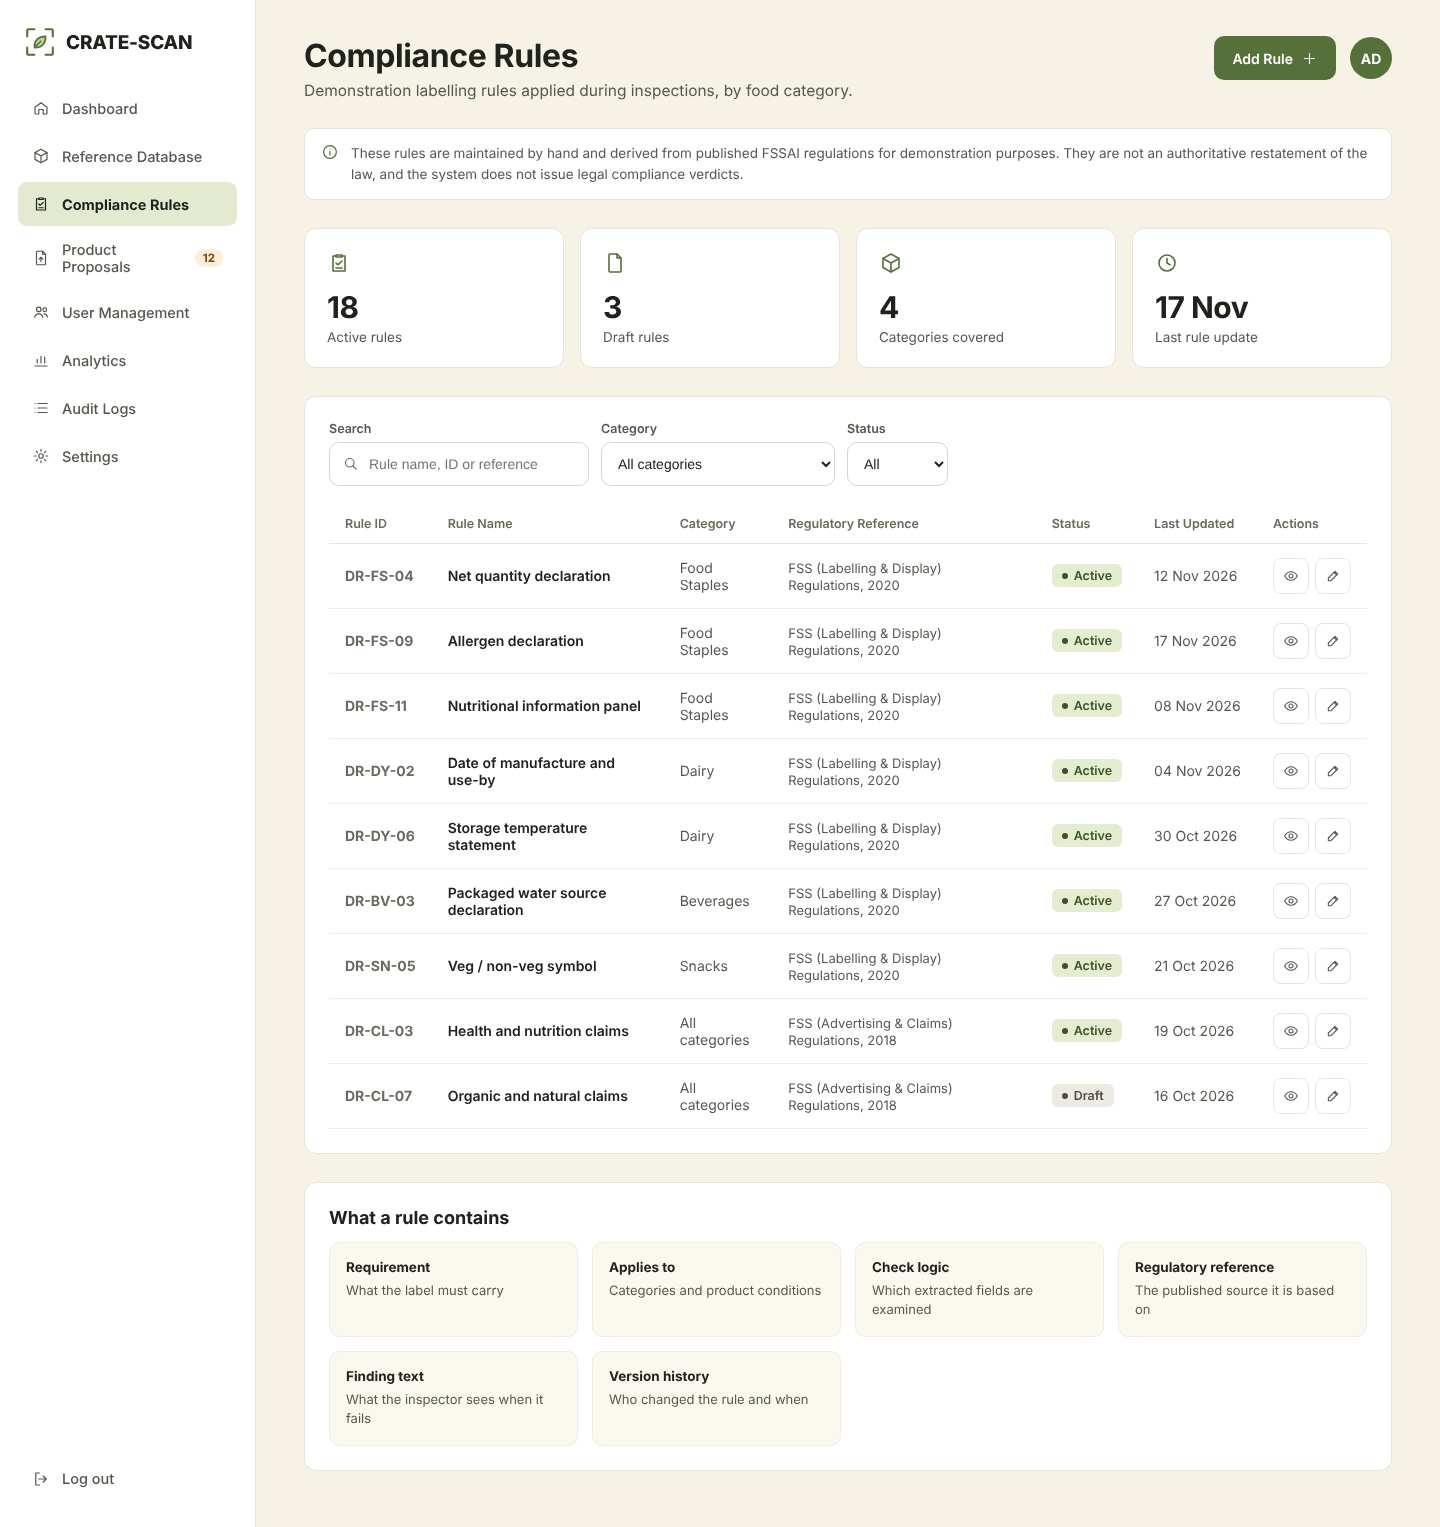 CRATE-SCAN
Dashboard
Reference Database
Compliance Rules
Product
Proposals
12
User Management
Analytics
Audit Logs
Settings
Log out
Compliance Rules
Demonstration labelling rules applied during inspections, by food category.
Add Rule
AD
These rules are maintained by hand and derived from published FSSAI regulations for demonstration purposes. They are not an authoritative restatement of the
law, and the system does not issue legal compliance verdicts.
18
Active rules
3
Draft rules
4
Categories covered
17 Nov
Last rule update
Search
Category
Status
Rule name, ID or reference
All categories
All
Rule ID Rule Name Category Regulatory Reference Status Last Updated Actions
DR-FS-04
Net quantity declaration
Food
Staples
FSS (Labelling & Display)
Regulations, 2020
Active
12 Nov 2026
DR-FS-09
Allergen declaration
Food
Staples
FSS (Labelling & Display)
Regulations, 2020
Active
17 Nov 2026
DR-FS-11
Nutritional information panel
Food
Staples
FSS (Labelling & Display)
Regulations, 2020
Active
08 Nov 2026
DR-DY-02
Date of manufacture and
use-by
Dairy
FSS (Labelling & Display)
Regulations, 2020
Active
04 Nov 2026
DR-DY-06
Storage temperature
statement
Dairy
FSS (Labelling & Display)
Regulations, 2020
Active
30 Oct 2026
DR-BV-03
Packaged water source
declaration
Beverages
FSS (Labelling & Display)
Regulations, 2020
Active
27 Oct 2026
DR-SN-05
Veg / non-veg symbol
Snacks
FSS (Labelling & Display)
Regulations, 2020
Active
21 Oct 2026
DR-CL-03
Health and nutrition claims
All
categories
FSS (Advertising & Claims)
Regulations, 2018
Active
19 Oct 2026
DR-CL-07
Organic and natural claims
All
categories
FSS (Advertising & Claims)
Regulations, 2018
Draft
16 Oct 2026
What a rule contains
Requirement
What the label must carry
Applies to
Categories and product conditions
Check logic
Which extracted fields are
examined
Regulatory reference
The published source it is based
on
Finding text
What the inspector sees when it
fails
Version history
Who changed the rule and when